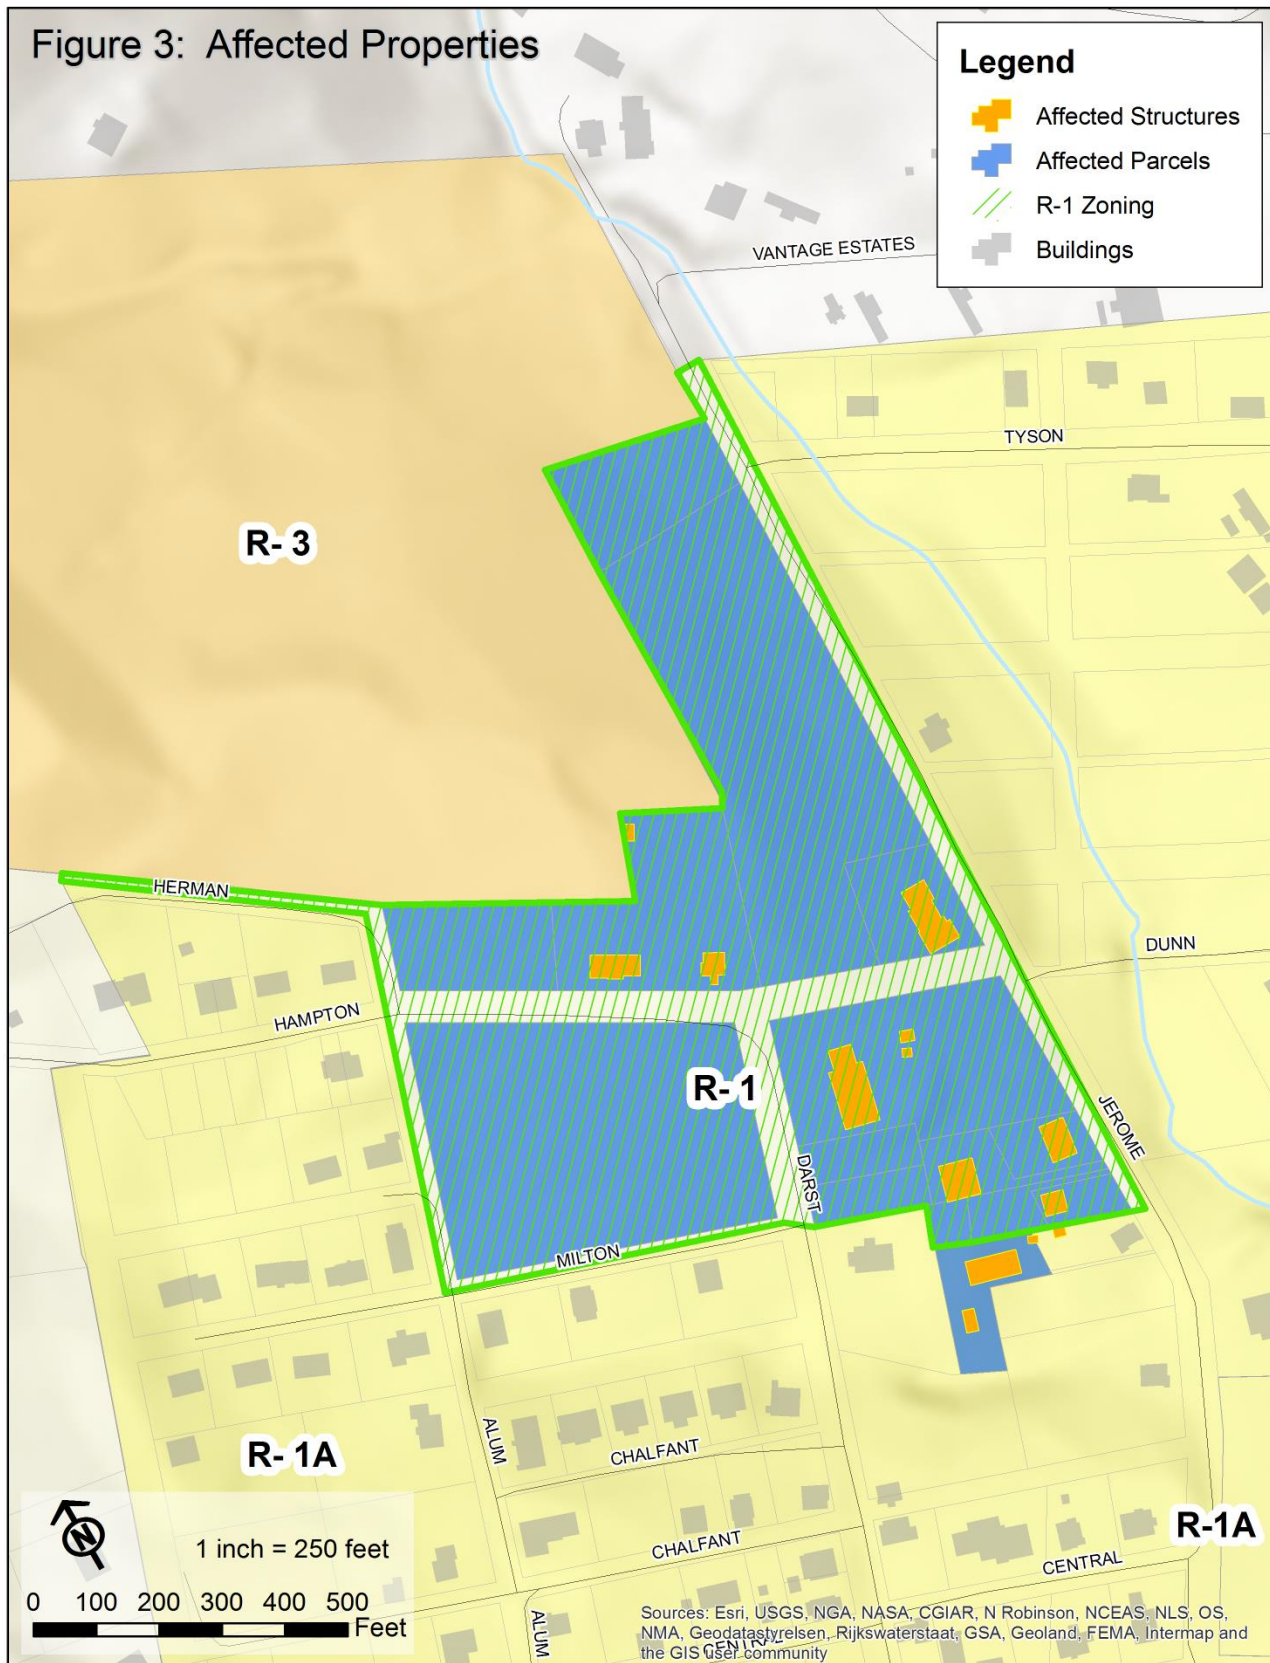 Figure 3: Affected Properties
Legend
Affected Structures
Affected Parcels
R-1 Zoning
Buildings
VANTAGE ESTATES
TYSON
R- 3
HERMAN
DUNN
HAMPTON
R- 1
JEROME
DARST
MILTON
ALUM
CHALFANT
R- 1A
R-1A
CHALFANT
CENTRAL
N
1 inch = 250 feet
0 100 200 300 400 500
Feet
ALUM
CENTRAL
Sources: Esri, USGS, NGA, NASA, CGIAR, N Robinson, NCEAS, NLS, OS,
NMA, Geodatastyrelsen, Rijkswaterstaat, GSA, Geoland, FEMA, Intermap and
the GIS user community